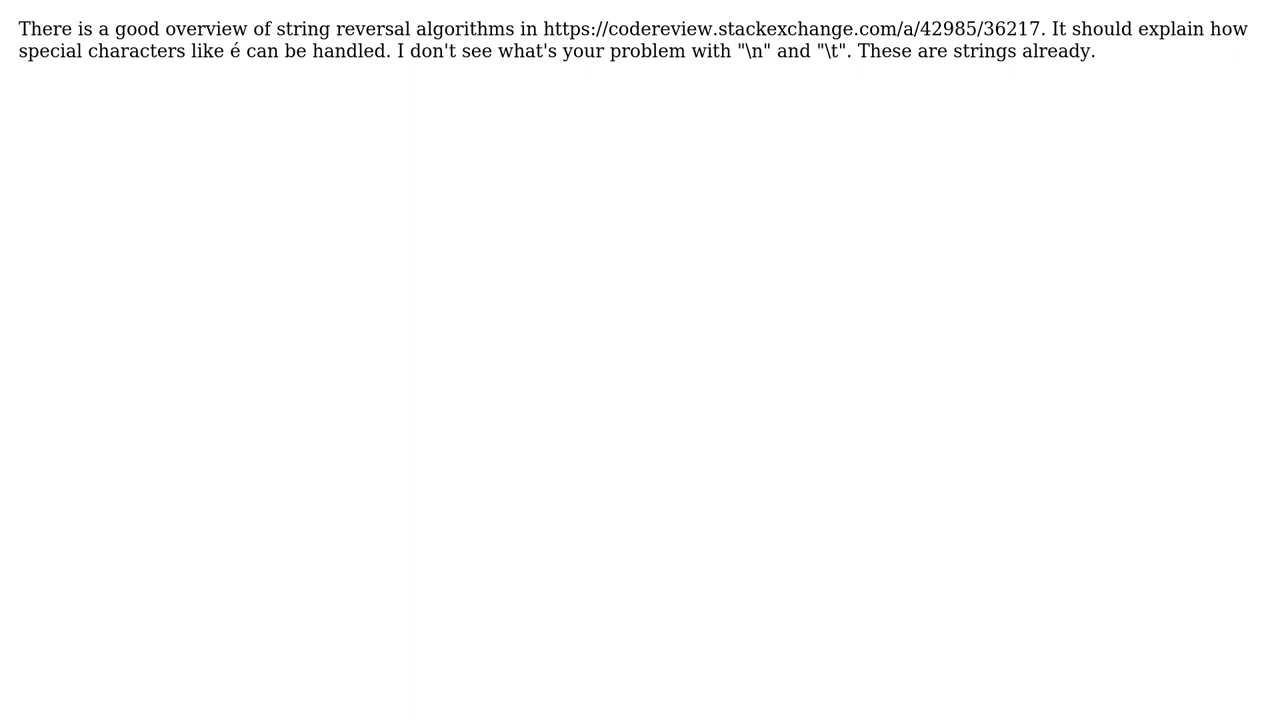 There is a good overview of string reversal algorithms in https://codereview.stackexchange.com/a/42985/36217. It should explain how
special characters like é can be handled. I don't see what's your problem with "\n" and "\t". These are strings already.